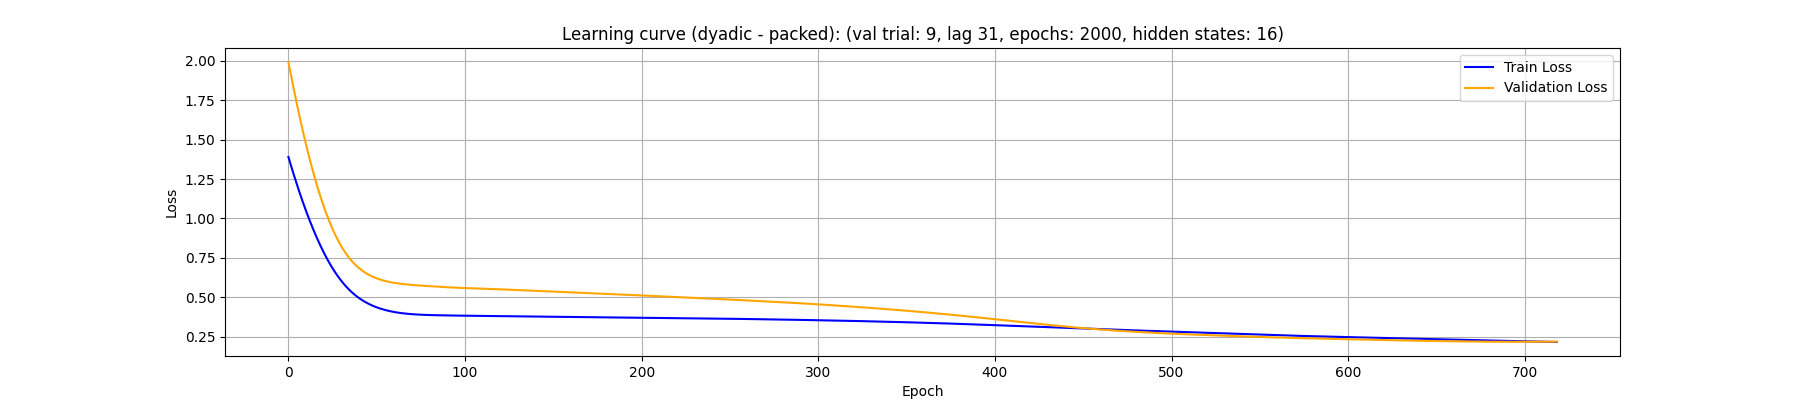 Learning curve (dyadic - packed): (val trial: 9, lag 31, epochs: 2000, hidden states: 16)
Train Loss
Validation Loss
2.00
1.75
1.50
1.25
1.00
0.75
0.50
0.25
Loss
0 100 200 300 400 500 600 700
Epoch